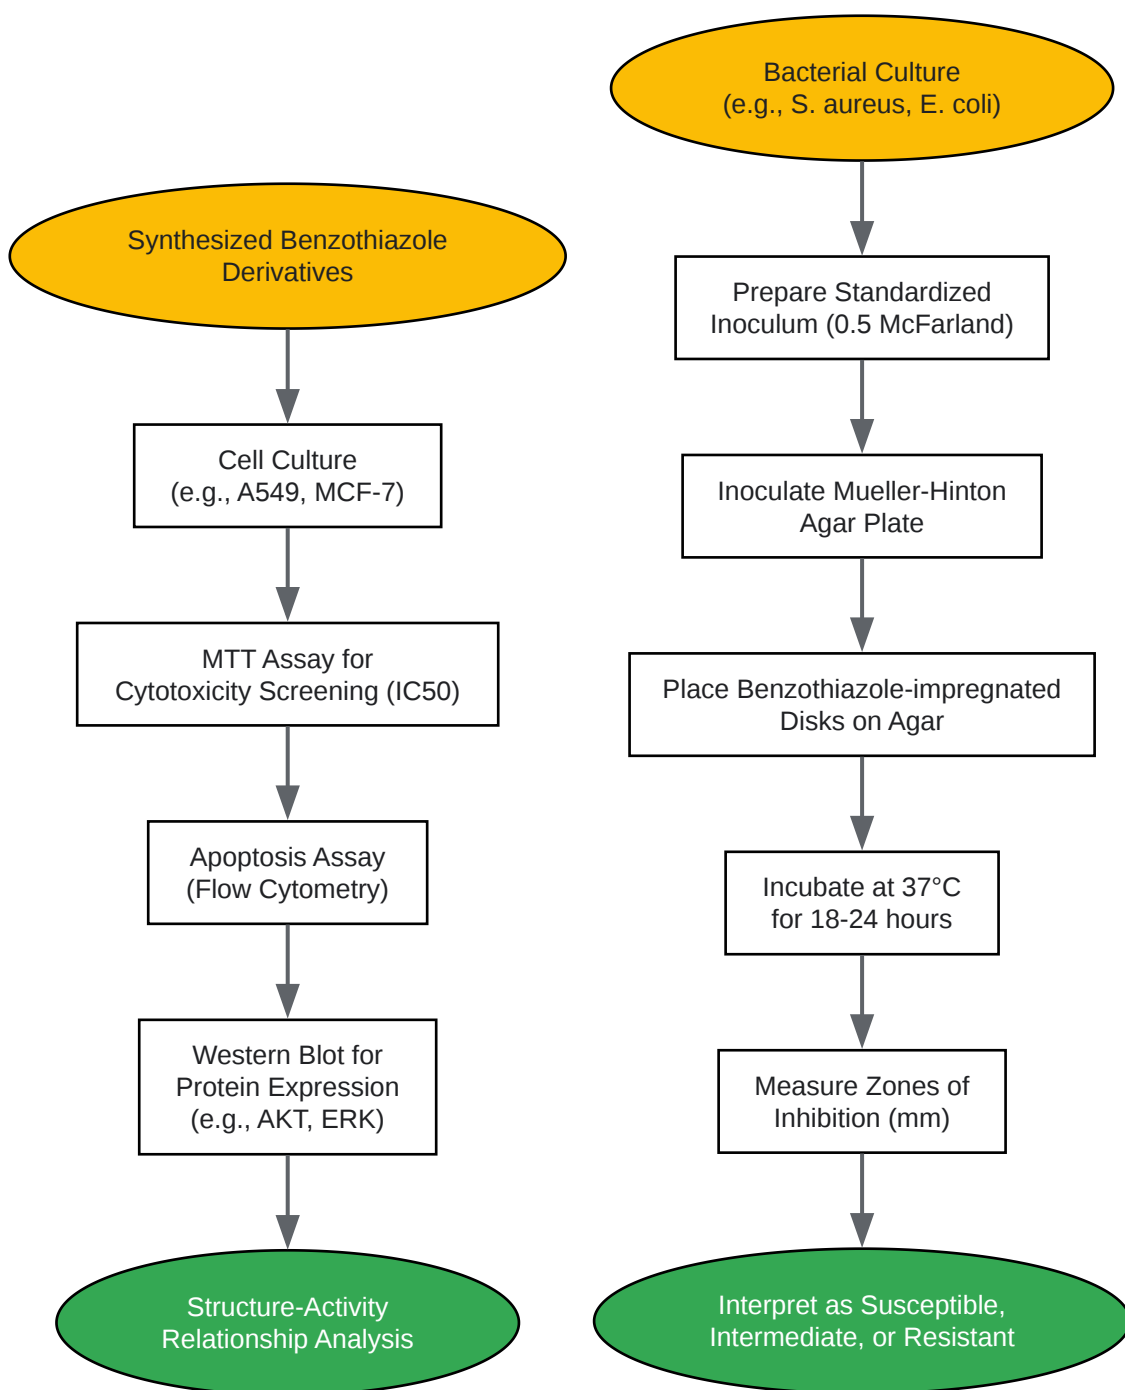 Synthesized Benzothiazole
Derivatives
Cell Culture
(e.g., A549, MCF-7)
MTT Assay for
Cytotoxicity Screening (IC50)
Apoptosis Assay
(Flow Cytometry)
Western Blot for
Protein Expression
(e.g., AKT, ERK)
Structure-Activity
Relationship Analysis
Bacterial Culture
(e.g., S. aureus, E. coli)
Prepare Standardized
Inoculum (0.5 McFarland)
Inoculate Mueller-Hinton
Agar Plate
Place Benzothiazole-impregnated
Disks on Agar
Incubate at 37°C
for 18-24 hours
Measure Zones of
Inhibition (mm)
Interpret as Susceptible,
Intermediate, or Resistant